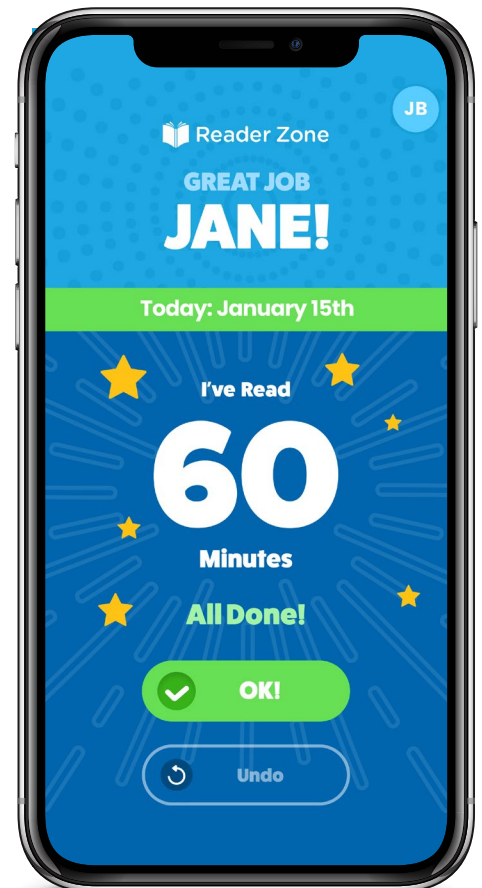 JB
Reader Zone
GREAT JOB
JANE!
Today: January 15th
I've Read
60
Minutes
All Done!
OK!
Undo